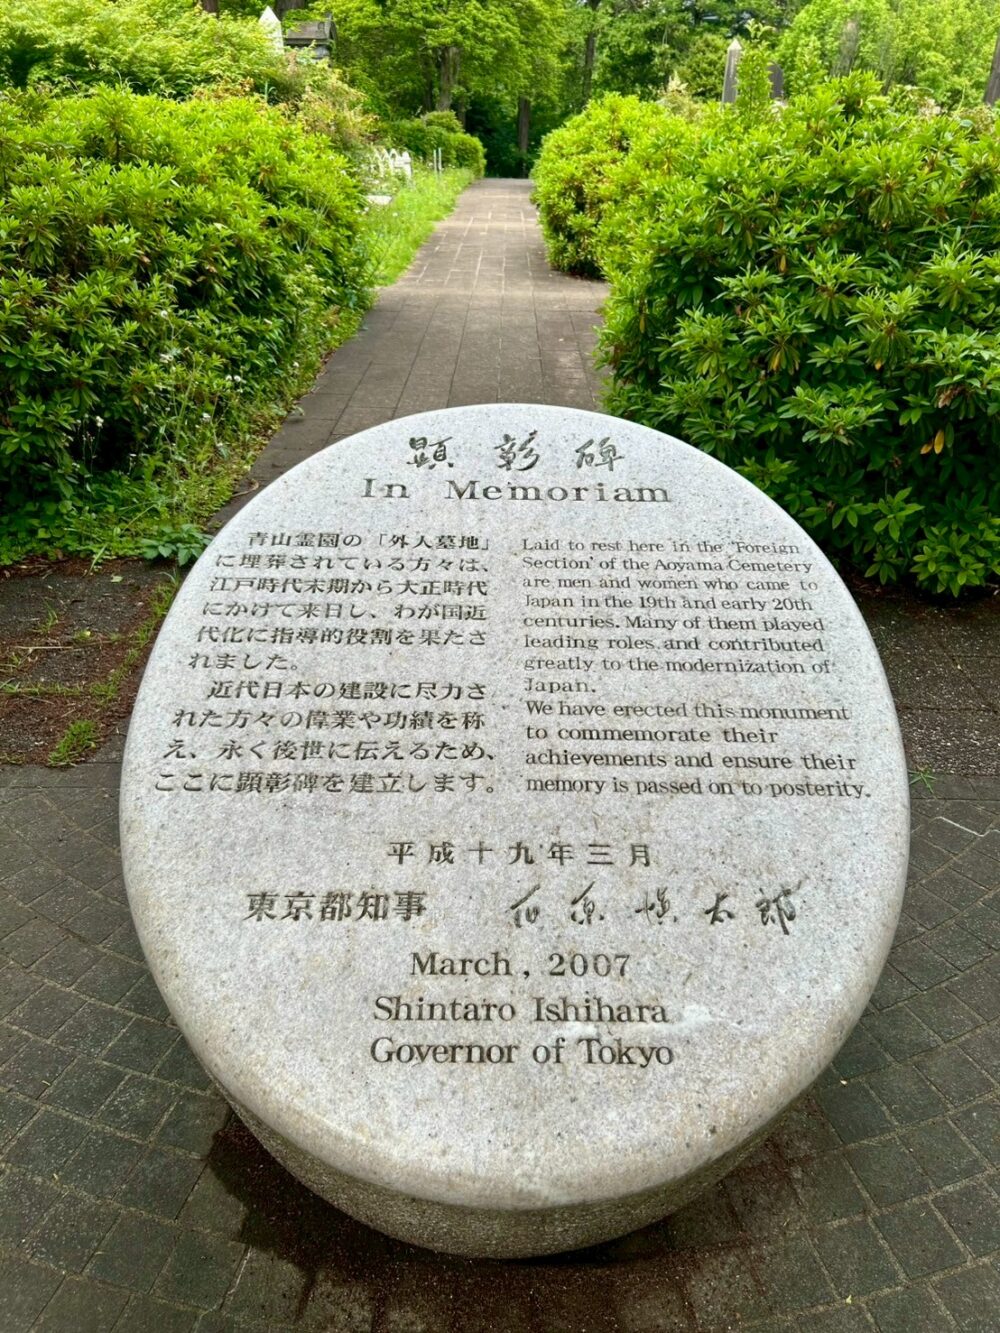 顕彰碑
In Memoriam
青山霊園の「外人墓地」
に埋葬されている方々は、
江戸時代末期から大正時代
にかけて来日し、わが国近
代化に指導的役割を果たさ
れました。
近代日本の建設に尽力さ
れた方々の偉業や功績を称
え、永く後世に伝えるため、
ここに顕彰碑を建立します。
Laid to rest here in the 'Foreign
Section' of the Aoyama Cemetery
are men and women who came to
Japan in the 19th and early 20th
centuries. Many of them played
leading roles and contributed
greatly to the modernization of
Japan.
We have erected this monument
to commemorate their
achievements and ensure their
memory is passed on to posterity.
平成十九年三月
東京都知事 石原慎太郎
March, 2007
Shintaro Ishihara
Governor of Tokyo